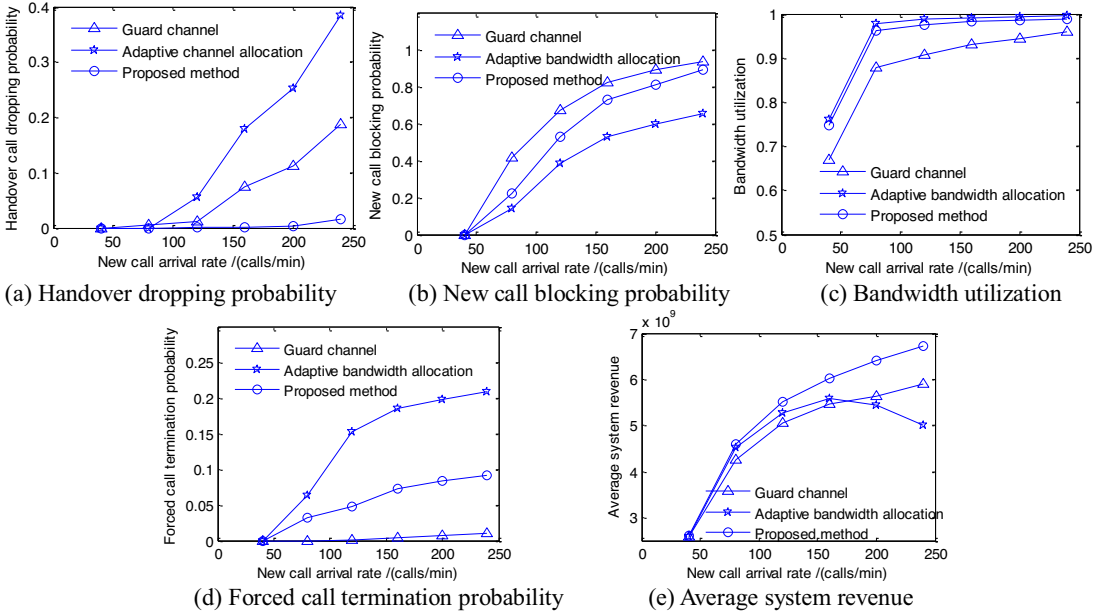 0.4
0.3
0.2
0.1
0
0 50 100 150 200 250
Handover call dropping probability
Guard channel
Adaptive channel allocation
Proposed method
New call arrival rate /(calls/min)
(a) Handover dropping probability
1
0.8
0.6
0.4
0.2
0
0 50 100 150 200 250
New call blocking probability
Guard channel
Adaptive bandwidth allocation
Proposed method
New call arrival rate /(calls/min)
(b) New call blocking probability
1
0.9
0.8
0.7
0.6
0.5
0 50 100 150 200 250
Bandwidth utilization
Guard channel
Adaptive bandwidth allocation
Proposed method
New call arrival rate /(calls/min)
(c) Bandwidth utilization
0.25
0.2
0.15
0.1
0.05
0
0 50 100 150 200 250
Forced call termination probability
Guard channel
Adaptive bandwidth allocation
Proposed method
New call arrival rate /(calls/min)
(d) Forced call termination probability
x 10^9
7
6
5
4
3
0 50 100 150 200 250
Average system revenue
Guard channel
Adaptive bandwidth allocation
Proposed,method
New call arrival rate /(calls/min)
(e) Average system revenue